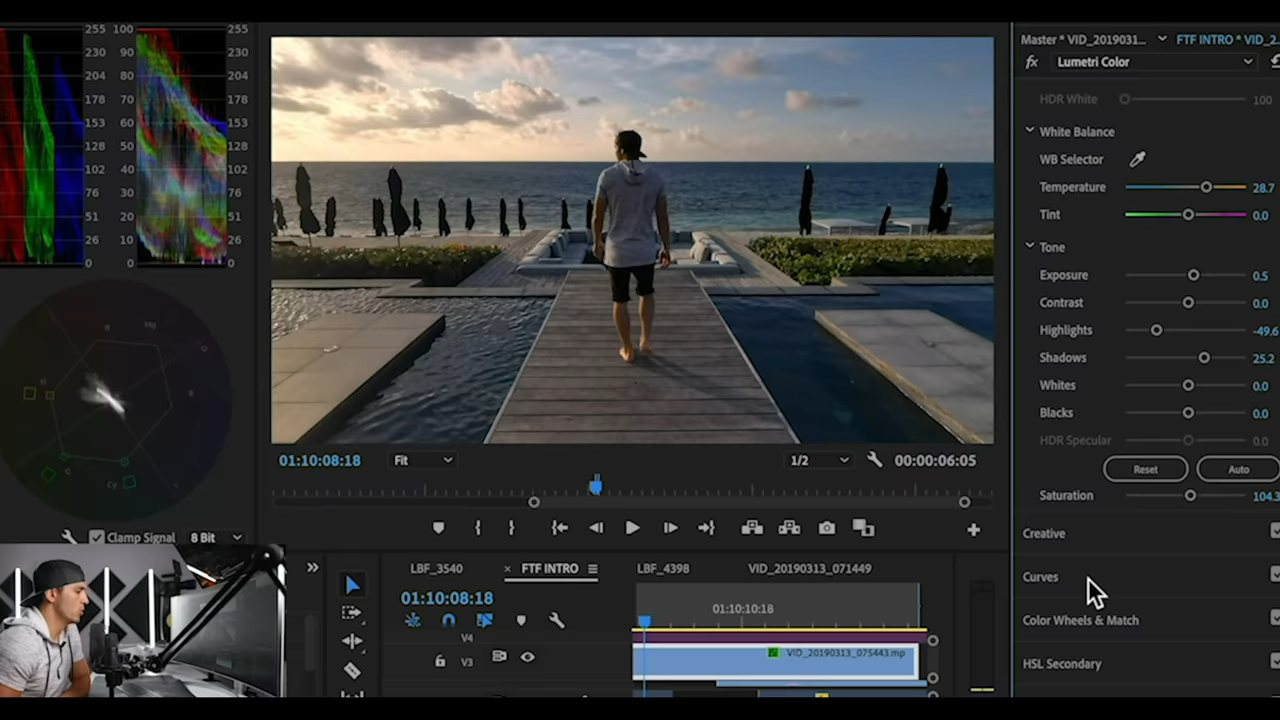 255 100 255
230 90 230
204 80 204
178 70 178
153 60 153
128 50 128
102 40 102
76 30 76
51 20 51
26 10 26
0 0 0
R Mg
B
G Cy
Clamp Signal 8 Bit
01:10:08:18 Fit 1/2 00:00:06:05
Master * VID_2019031... FTF INTRO * VID_2...
fx Lumetri Color
HDR White 100
White Balance
WB Selector
Temperature 28.7
Tint 0.0
Tone
Exposure 0.5
Contrast 0.0
Highlights -49.6
Shadows 25.2
Whites 0.0
Blacks 0.0
HDR Specular 0.0
Reset Auto
Saturation 104.3
Creative
Curves
Color Wheels & Match
HSL Secondary
LBF_3540 × FTF INTRO LBF_4398 VID_20190313_071449
01:10:08:18
01:10:10:18
V4
V3
fx VID_20190313_075443.mp